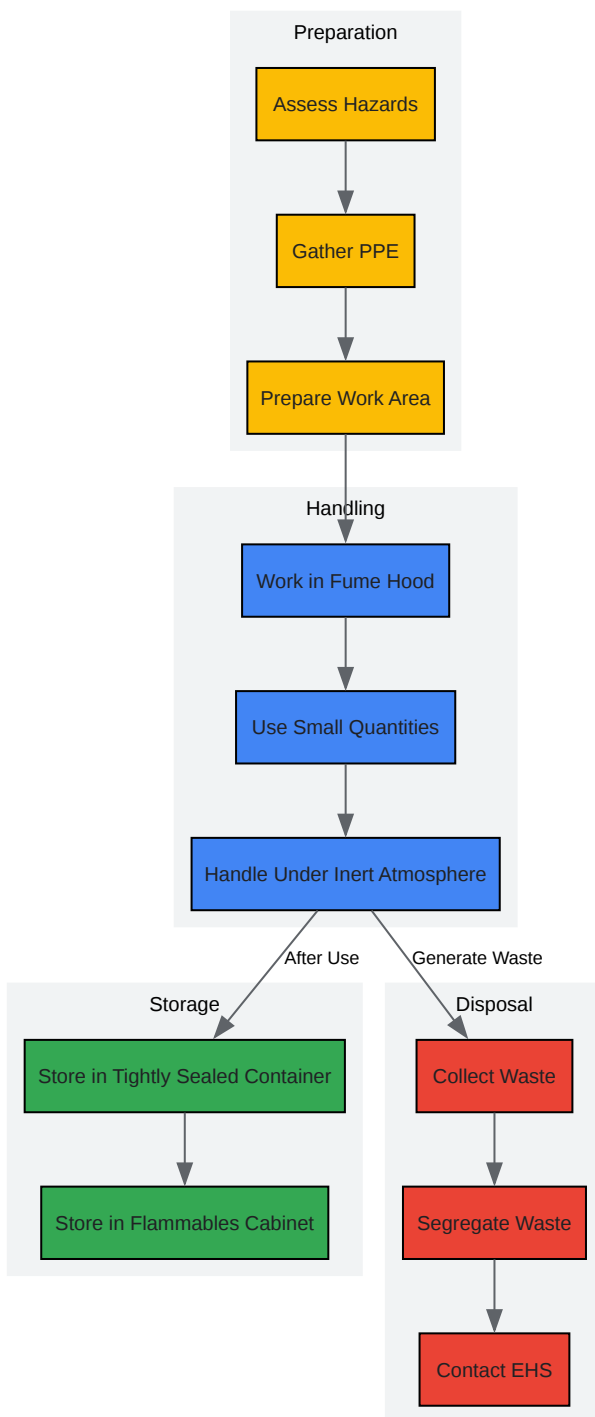 Preparation
Assess Hazards
Gather PPE
Prepare Work Area
Handling
Work in Fume Hood
Use Small Quantities
Handle Under Inert Atmosphere
After Use
Generate Waste
Storage
Disposal
Store in Tightly Sealed Container
Collect Waste
Store in Flammables Cabinet
Segregate Waste
Contact EHS